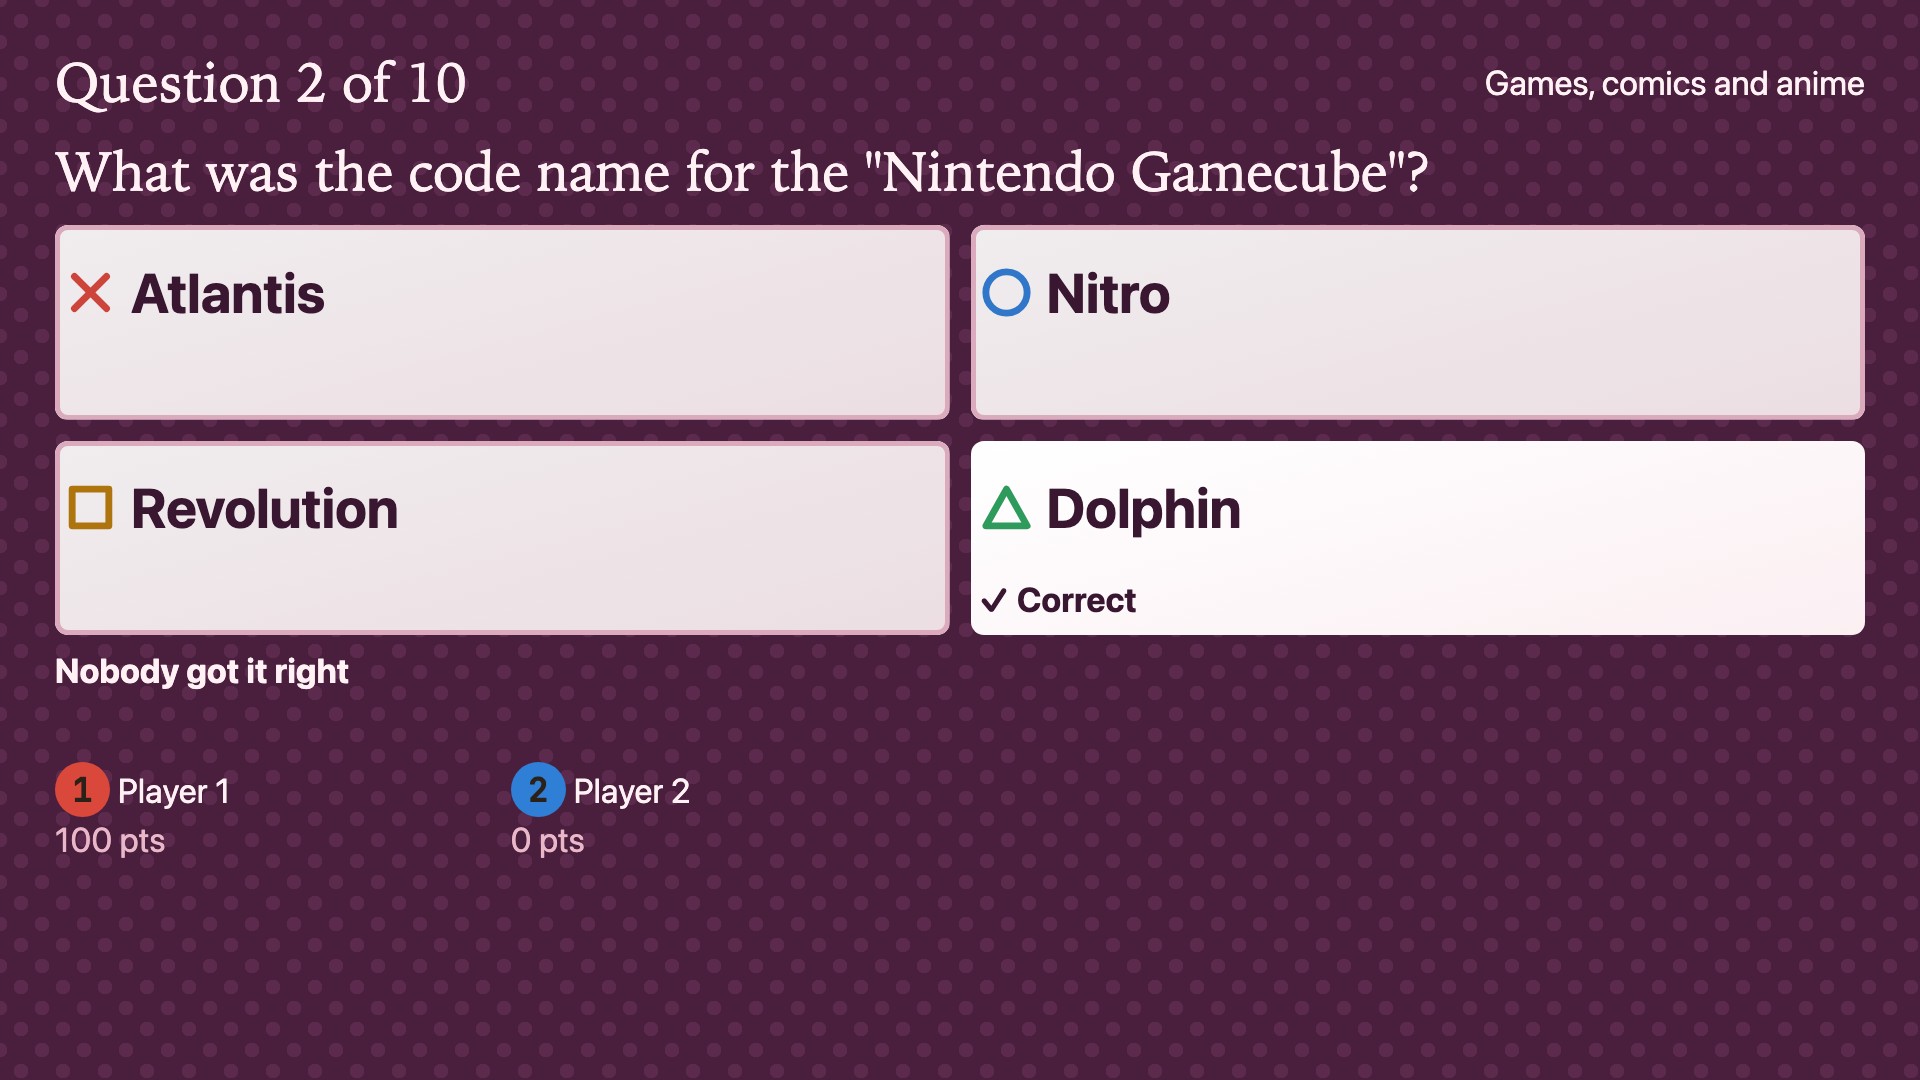 Question 2 of 10
Games, comics and anime
What was the code name for the "Nintendo Gamecube"?
Atlantis
Nitro
Revolution
Dolphin
✓ Correct
Nobody got it right
1 Player 1
100 pts
2 Player 2
0 pts